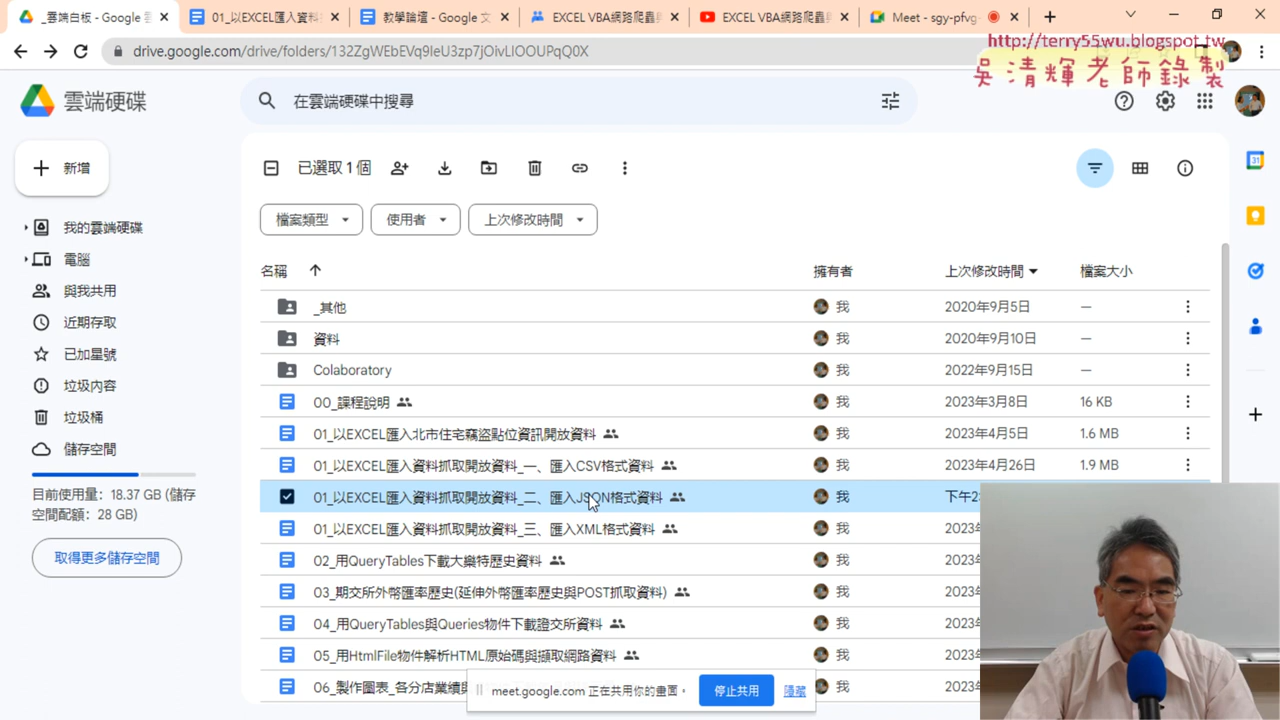 _雲端白板 - Google
01_以EXCEL匯入資料
教學論壇 - Google 文
EXCEL VBA網路爬蟲
EXCEL VBA網路爬蟲
Meet - sgy-pfvg
drive.google.com/drive/folders/132ZgWEbEVq9IeU3zp7jOivLIOOUPqQ0X
http://terry55wu.blogspot.tw
吳清輝老師錄製
雲端硬碟
在雲端硬碟中搜尋
新增
已選取 1 個
31
檔案類型
使用者
上次修改時間
我的雲端硬碟
電腦
與我共用
近期存取
已加星號
垃圾內容
垃圾桶
儲存空間
目前使用量：18.37 GB (儲存
空間配額：28 GB)
取得更多儲存空間
名稱 擁有者 上次修改時間 檔案大小
_其他 我 2020年9月5日 —
資料 我 2020年9月10日 —
Colaboratory 我 2022年9月15日 —
00_課程說明 我 2023年3月8日 16 KB
01_以EXCEL匯入北市住宅竊盜點位資訊開放資料 我 2023年4月5日 1.6 MB
01_以EXCEL匯入資料抓取開放資料_一、匯入CSV格式資料 我 2023年4月26日 1.9 MB
01_以EXCEL匯入資料抓取開放資料_二、匯入JSON格式資料 我 下午2
01_以EXCEL匯入資料抓取開放資料_三、匯入XML格式資料 我 2023
02_用QueryTables下載大樂特歷史資料 我 2023
03_期交所外幣匯率歷史(延伸外幣匯率歷史與POST抓取資料) 我 2023
04_用QueryTables與Queries物件下載證交所資料 我 2023
05_用HtmlFile物件解析HTML原始碼與擷取網路資料 我 2023
06_製作圖表_各分店業績 我 2023
meet.google.com 正在共用你的畫面。
停止共用
隱藏